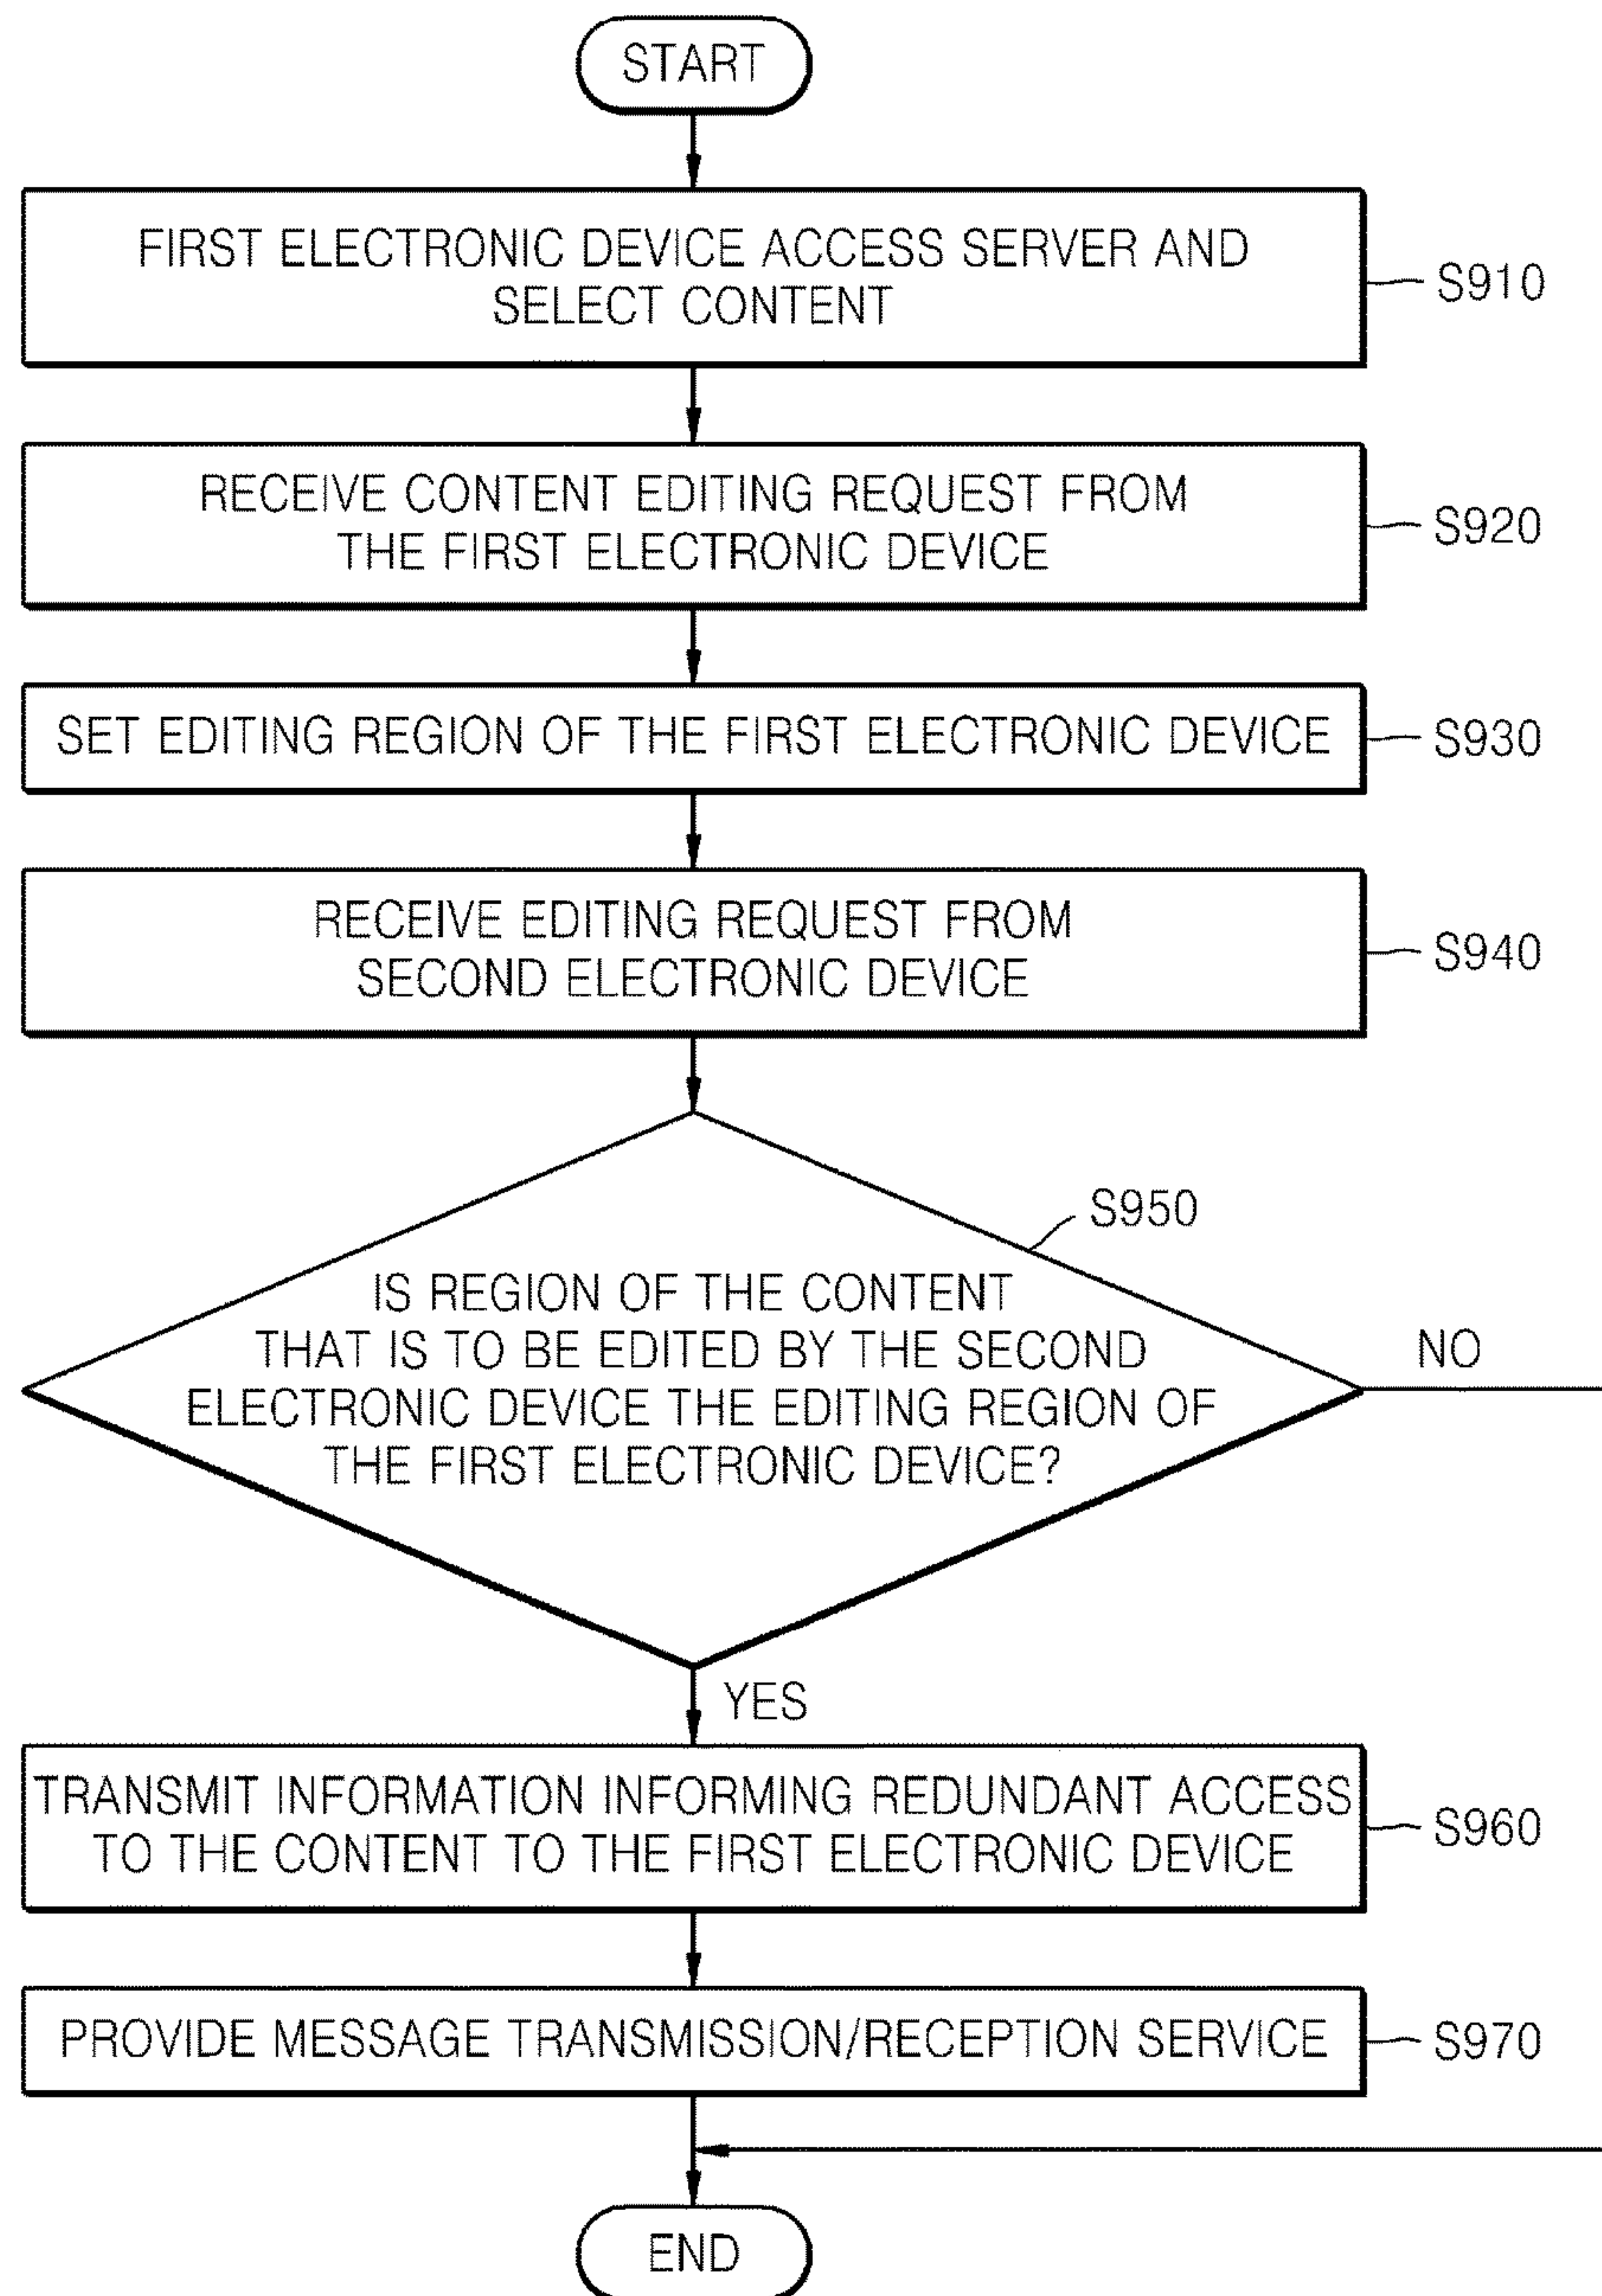 START
FIRST ELECTRONIC DEVICE ACCESS SERVER AND
SELECT CONTENT
S910
RECEIVE CONTENT EDITING REQUEST FROM
THE FIRST ELECTRONIC DEVICE
S920
SET EDITING REGION OF THE FIRST ELECTRONIC DEVICE
S930
RECEIVE EDITING REQUEST FROM
SECOND ELECTRONIC DEVICE
S940
S950
IS REGION OF THE CONTENT
THAT IS TO BE EDITED BY THE SECOND
ELECTRONIC DEVICE THE EDITING REGION OF
THE FIRST ELECTRONIC DEVICE?
NO
YES
TRANSMIT INFORMATION INFORMING REDUNDANT ACCESS
TO THE CONTENT TO THE FIRST ELECTRONIC DEVICE
S960
PROVIDE MESSAGE TRANSMISSION/RECEPTION SERVICE
S970
END